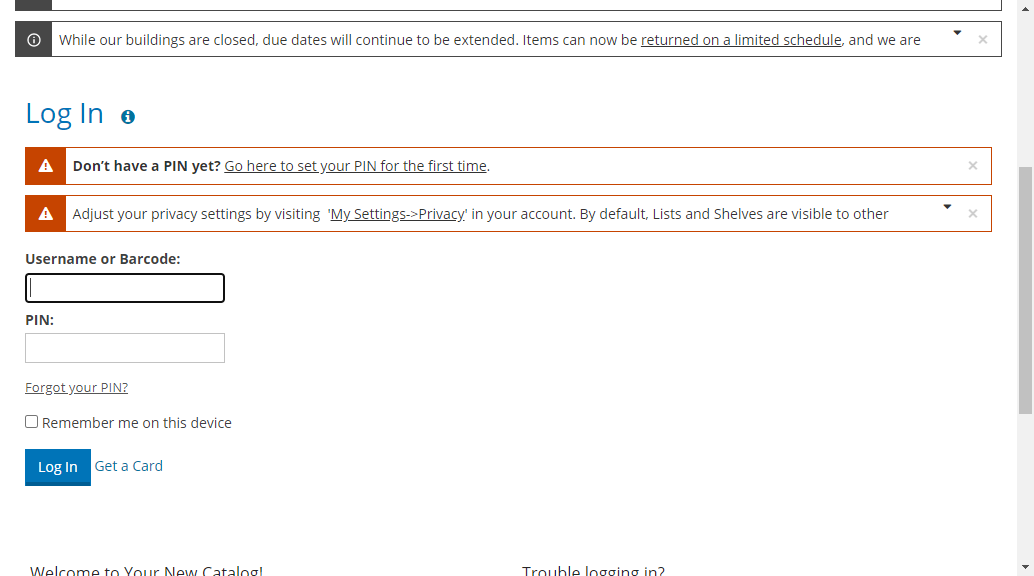 While our buildings are closed, due dates will continue to be extended. Items can now be returned on a limited schedule, and we are
Log In
Don’t have a PIN yet? Go here to set your PIN for the first time.
Adjust your privacy settings by visiting 'My Settings->Privacy' in your account. By default, Lists and Shelves are visible to other
Username or Barcode:
PIN:
Forgot your PIN?
Remember me on this device
Log In Get a Card
Welcome to Your New Catalog! Trouble logging in?